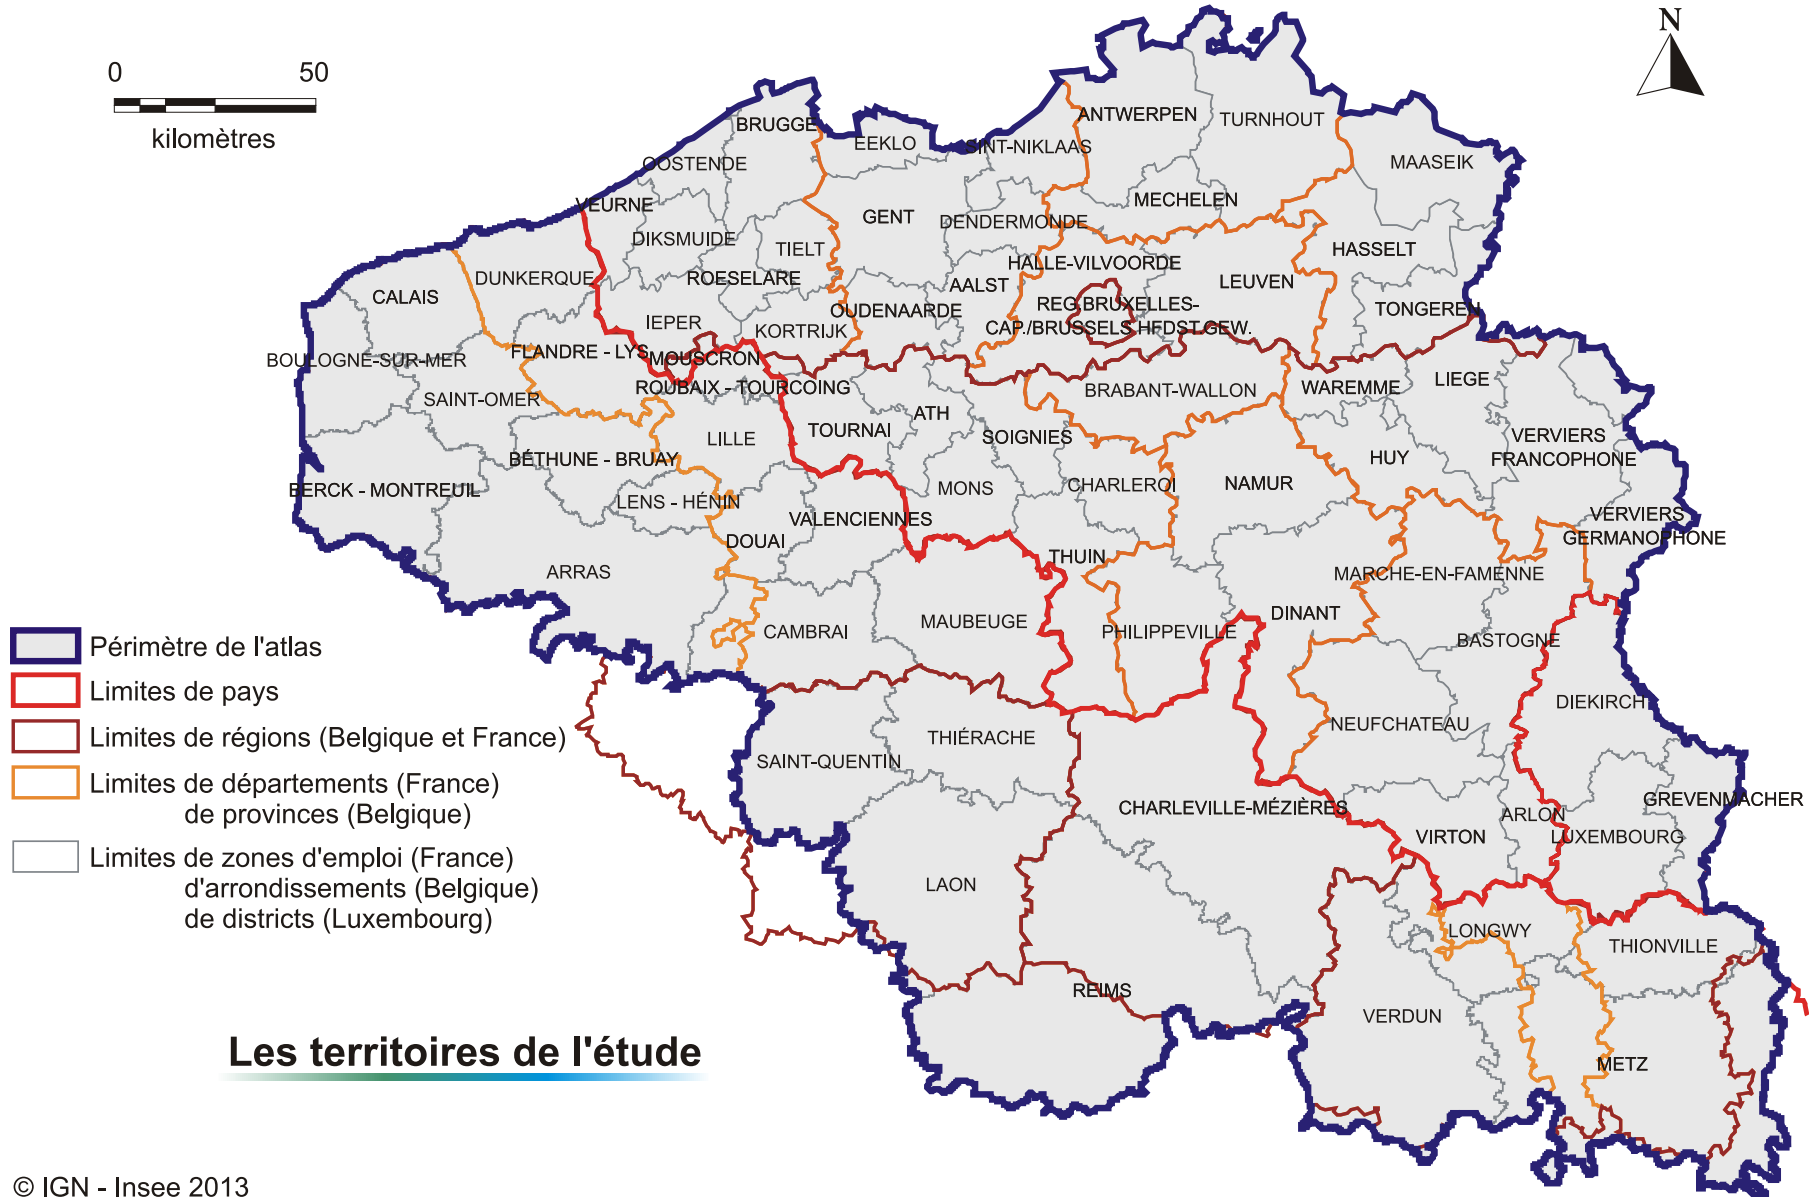 N
0 50
kilomètres
BRUGGE
EEKLO
SINT-NIKLAAS
ANTWERPEN
TURNHOUT
MAASEIK
OOSTENDE
VEURNE
DIKSMUIDE
TIELT
GENT
DENDERMONDE
MECHELEN
HASSELT
DUNKERQUE
ROESELARE
AALST
HALLE-VILVOORDE
LEUVEN
CALAIS
IEPER
KORTRIJK
OUDENAARDE
REG.BRUXELLES-
CAP./BRUSSELS HFDST.GEW.
TONGEREN
BOULOGNE-SUR-MER
FLANDRE - LYS
MOUSCRON
ROUBAIX - TOURCOING
SAINT-OMER
BRABANT-WALLON
WAREMME
LIEGE
LILLE
TOURNAI
ATH
SOIGNIES
VERVIERS
FRANCOPHONE
BÉTHUNE - BRUAY
HUY
BERCK - MONTREUIL
LENS - HÉNIN
MONS
CHARLEROI
NAMUR
VALENCIENNES
VERVIERS
GERMANOPHONE
DOUAI
THUIN
ARRAS
MARCHE-EN-FAMENNE
CAMBRAI
MAUBEUGE
PHILIPPEVILLE
DINANT
BASTOGNE
DIEKIRCH
NEUFCHATEAU
THIÉRACHE
SAINT-QUENTIN
CHARLEVILLE-MÉZIÈRES
GREVENMACHER
VIRTON
ARLON
LUXEMBOURG
LAON
LONGWY
THIONVILLE
REIMS
VERDUN
METZ
Périmètre de l'atlas
Limites de pays
Limites de régions (Belgique et France)
Limites de départements (France)
de provinces (Belgique)
Limites de zones d'emploi (France)
d'arrondissements (Belgique)
de districts (Luxembourg)
Les territoires de l'étude
© IGN - Insee 2013